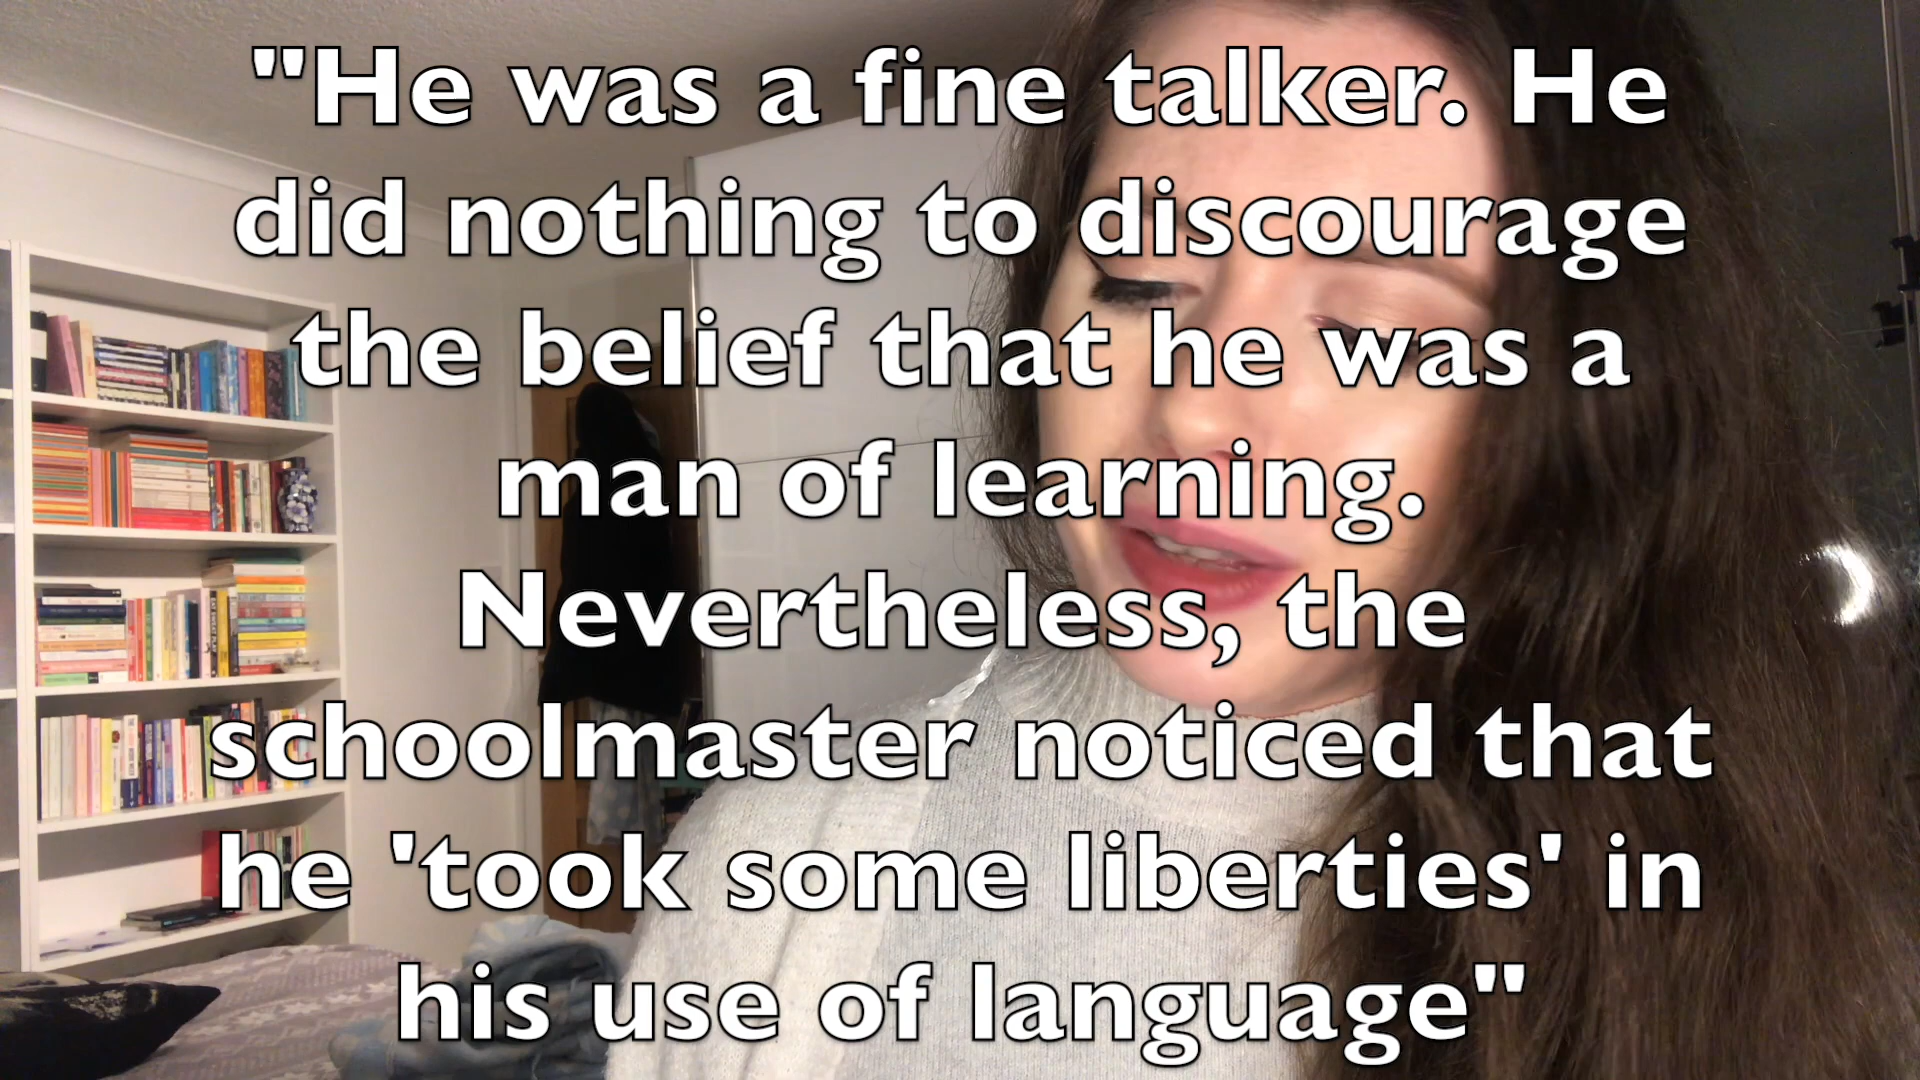 "He was a fine talker. He
did nothing to discourage
the belief that he was a
man of learning.
Nevertheless, the
schoolmaster noticed that
he 'took some liberties' in
his use of language"